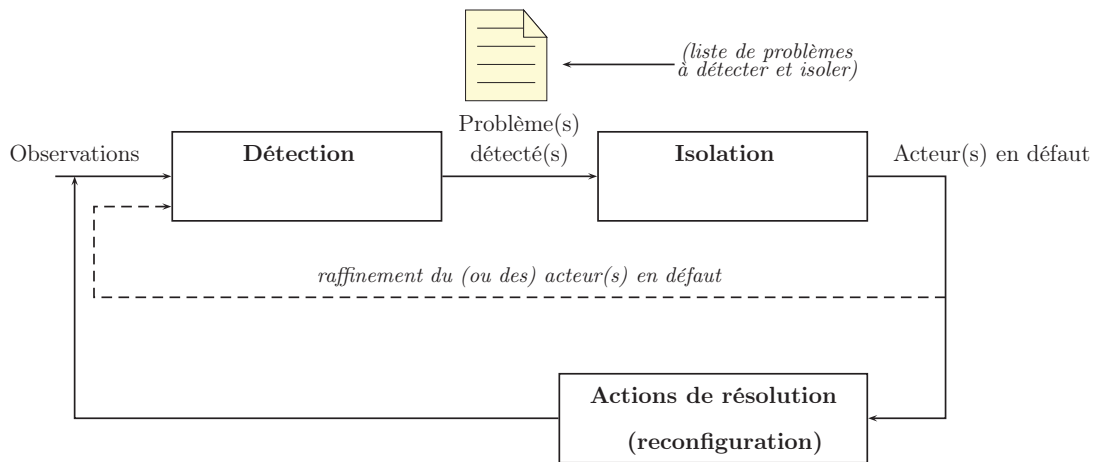 (liste de problèmes
à détecter et isoler)
Problème(s)
détecté(s)
Observations
Détection
Isolation
Acteur(s) en défaut
raffinement du (ou des) acteur(s) en défaut
Actions de résolution
(reconfiguration)